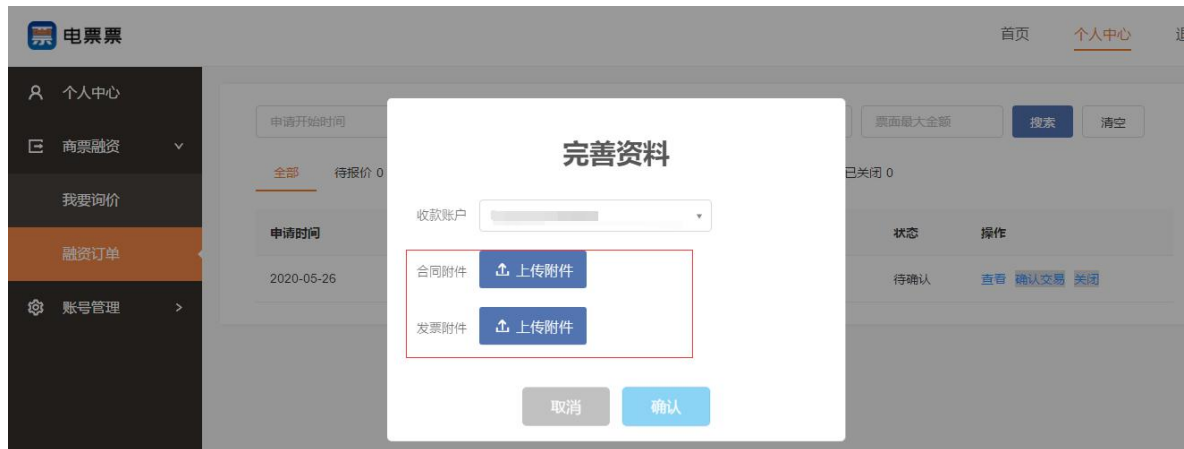 票 电票票
首页 个人中心
个人中心
商票融资
我要询价
融资订单
账号管理
申请开始时间 票面最大金额 搜索 清空
全部 待报价 0 已关闭 0
申请时间 状态 操作
2020-05-26 待确认 查看 确认交易 关闭
完善资料
收款账户
合同附件 上传附件
发票附件 上传附件
取消 确认